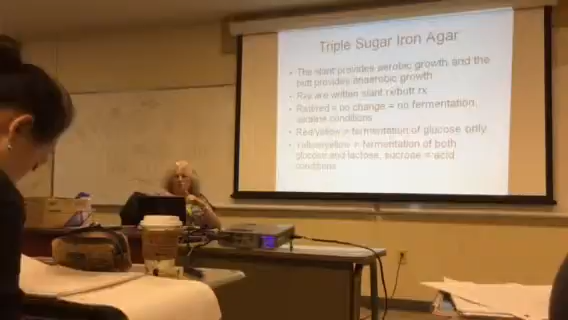 Triple Sugar Iron Agar
• The slant provides aerobic growth and the
butt provides anaerobic growth
• Rxs are written slant rx/butt rx
• Red/red = no change = no fermentation,
alkaline conditions
• Red/yellow = fermentation of glucose only
• Yellow/yellow = fermentation of both
glucose and lactose, sucrose = acid
conditions